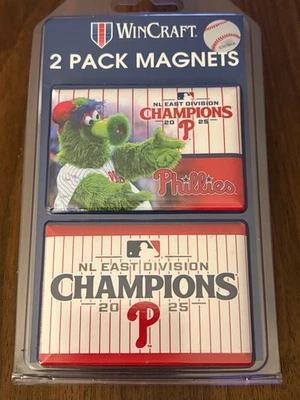 WINCRAFT.
2 PACK MAGNETS
NL EAST DIVISION
CHAMPIONS
20 25
P
Phillies
NL EAST DIVISION
CHAMPIONS
20 25
P